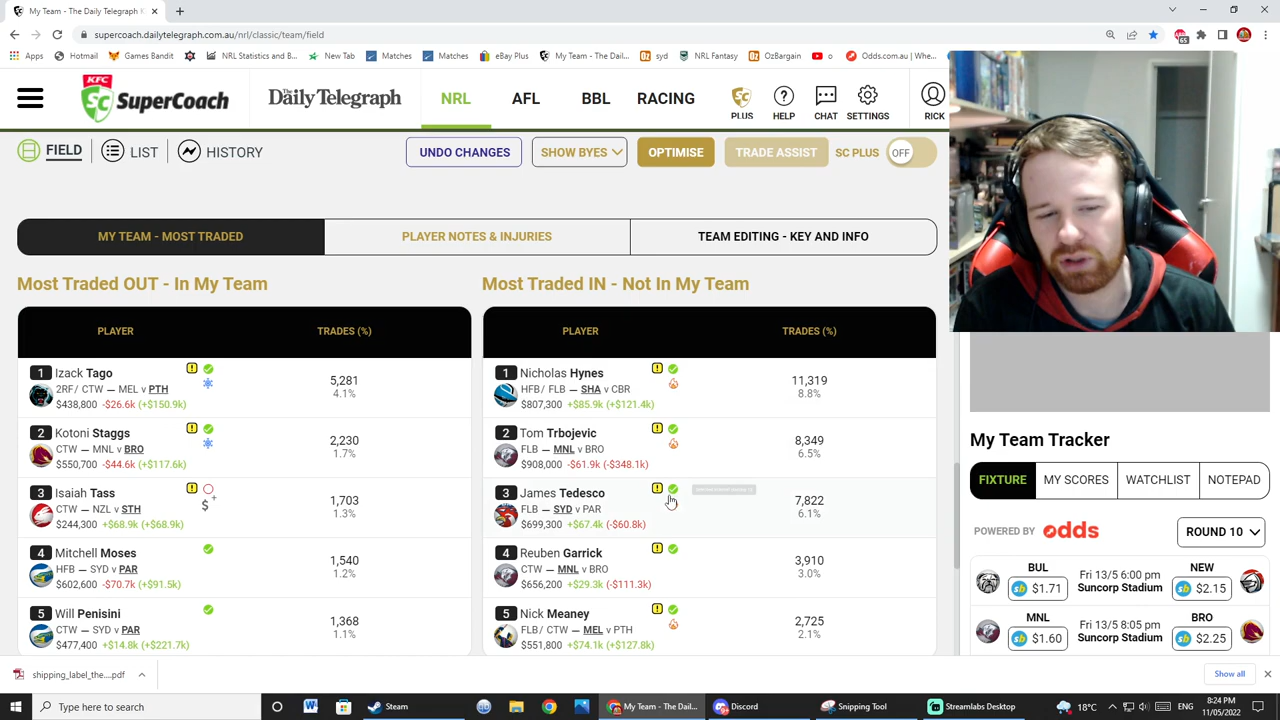 My Team - The Daily Telegraph K
supercoach.dailytelegraph.com.au/nrl/classic/team/field
Apps Hotmail Games Bandit NRL Statistics and B... New Tab Matches Matches eBay Plus My Team - The Dail... syd NRL Fantasy OzBargain o Odds.com.au | Whe...
KFC SC SuperCoach The Daily Telegraph NRL AFL BBL RACING SC PLUS HELP CHAT SETTINGS RICK
FIELD LIST HISTORY UNDO CHANGES SHOW BYES OPTIMISE TRADE ASSIST SC PLUS OFF
MY TEAM - MOST TRADED PLAYER NOTES & INJURIES TEAM EDITING - KEY AND INFO
Most Traded OUT - In My Team
PLAYER TRADES (%)
1 Izack Tago 5,281
2RF/ CTW — MEL v PTH 4.1%
$438,800 -$26.6k (+$150.9k)
2 Kotoni Staggs 2,230
CTW — MNL v BRO 1.7%
$550,700 -$44.6k (+$117.6k)
3 Isaiah Tass 1,703
CTW — NZL v STH 1.3%
$244,300 +$68.9k (+$68.9k)
4 Mitchell Moses 1,540
HFB — SYD v PAR 1.2%
$602,600 -$70.7k (+$91.5k)
5 Will Penisini 1,368
CTW — SYD v PAR 1.1%
$477,400 +$14.8k (+$221.7k)
Most Traded IN - Not In My Team
PLAYER TRADES (%)
1 Nicholas Hynes 11,319
HFB/ FLB — SHA v CBR 8.8%
$807,300 +$85.9k (+$121.4k)
2 Tom Trbojevic 8,349
FLB — MNL v BRO 6.5%
$908,000 -$61.9k (-$348.1k)
3 James Tedesco 7,822
FLB — SYD v PAR 6.1%
$699,300 +$67.4k (-$60.8k)
4 Reuben Garrick 3,910
CTW — MNL v BRO 3.0%
$656,200 +$29.3k (-$111.3k)
5 Nick Meaney 2,725
FLB/ CTW — MEL v PTH 2.1%
$551,800 +$74.1k (+$127.8k)
My Team Tracker
FIXTURE MY SCORES WATCHLIST NOTEPAD
POWERED BY odds ROUND 10
BUL Fri 13/5 6:00 pm NEW
sb $1.71 Suncorp Stadium sb $2.15
MNL Fri 13/5 8:05 pm BRO
sb $1.60 Suncorp Stadium sb $2.25
shipping_label_the....pdf Show all
Type here to search Steam My Team - The Dail... Discord Snipping Tool Streamlabs Desktop 18°C ENG 8:24 PM
11/05/2022